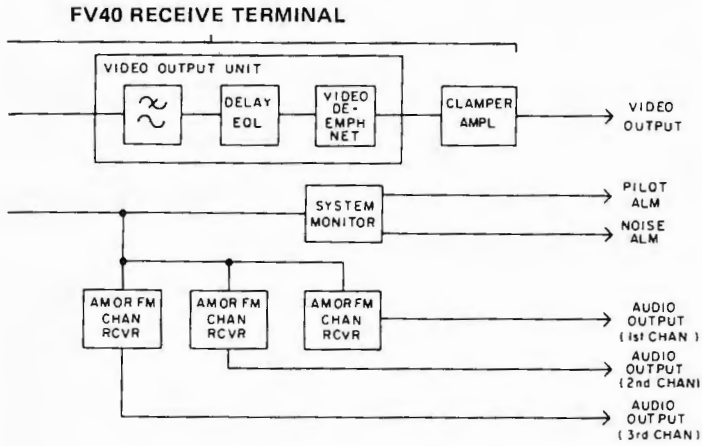 FV40 RECEIVE TERMINAL
VIDEO OUTPUT UNIT
DELAY
EQL
VIDEO
DE-
EMPH
NET
CLAMPER
AMPL
VIDEO
OUTPUT
SYSTEM
MONITOR
PILOT
ALM
NOISE
ALM
AM OR FM
CHAN
RCVR
AM OR FM
CHAN
RCVR
AM OR FM
CHAN
RCVR
AUDIO
OUTPUT
(1st CHAN)
AUDIO
OUTPUT
(2nd CHAN)
AUDIO
OUTPUT
(3rd CHAN)